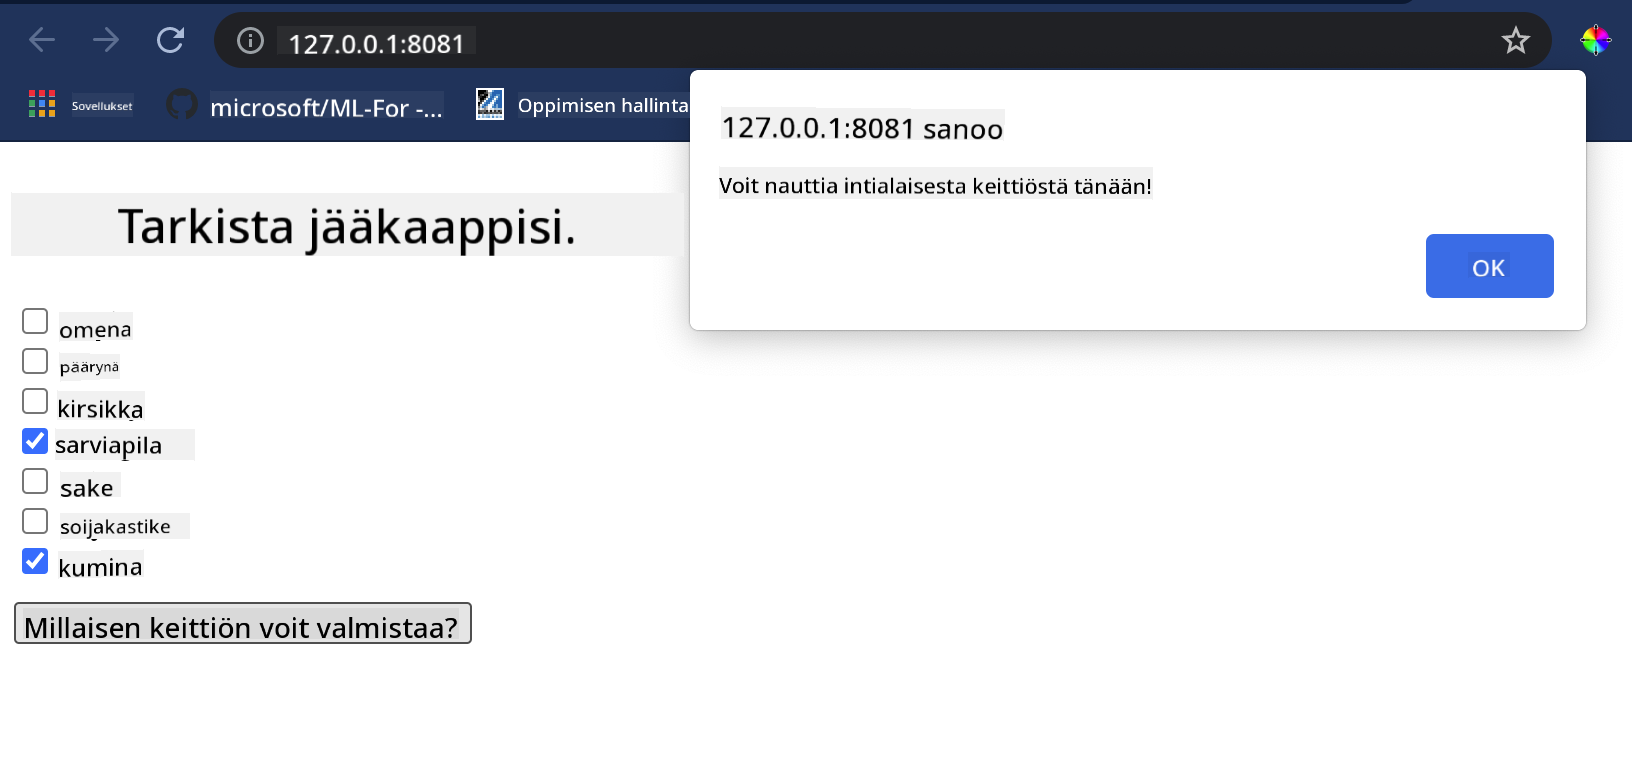 127.0.0.1:8081
Sovellukset
microsoft/ML-For -...
Oppimisen hallinta
127.0.0.1:8081 sanoo
Voit nauttia intialaisesta keittiöstä tänään!
OK
Tarkista jääkaappisi.
omena
päärynä
kirsikka
sarviapila
sake
soijakastike
kumina
Millaisen keittiön voit valmistaa?